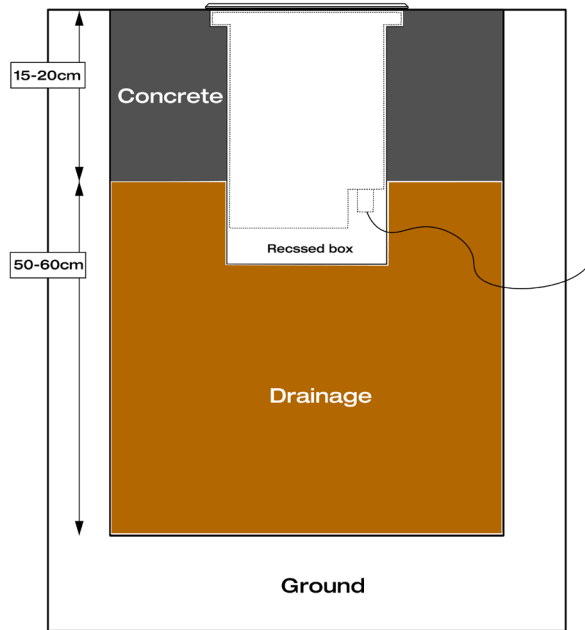 15-20cm
Concrete
Recssed box
50-60cm
Drainage
Ground